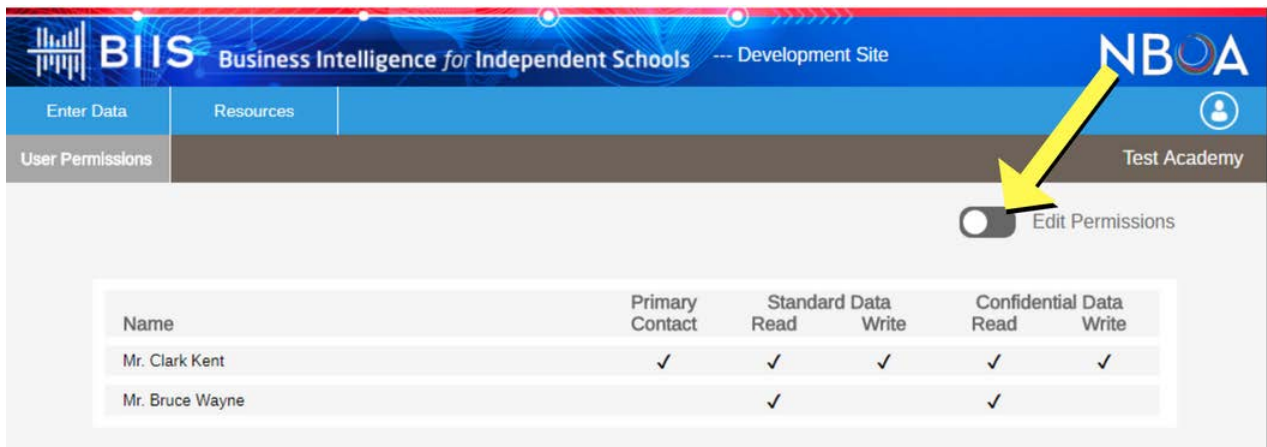 BIIS Business Intelligence for Independent Schools --- Development Site NBOA
Enter Data Resources
User Permissions Test Academy
Edit Permissions
Primary Standard Data Confidential Data
Name Contact Read Write Read Write
Mr. Clark Kent ✓ ✓ ✓ ✓ ✓
Mr. Bruce Wayne ✓ ✓